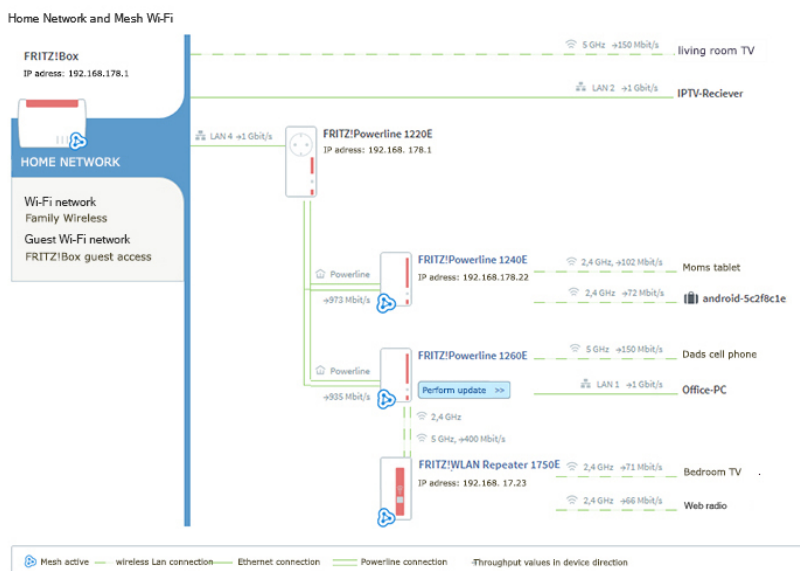 Home Network and Mesh Wi-Fi
FRITZ!Box
IP adress: 192.168.178.1
HOME NETWORK
Wi-Fi network
Family Wireless
Guest Wi-Fi network
FRITZ!Box guest access
5 GHz →150 Mbit/s
living room TV
LAN 2 →1 Gbit/s
IPTV-Reciever
LAN 4 →1 Gbit/s
FRITZ!Powerline 1220E
IP adress: 192.168. 178.1
Powerline
→973 Mbit/s
FRITZ!Powerline 1240E
IP adress: 192.168.178.22
2,4 GHz, →102 Mbit/s
Moms tablet
2,4 GHz →72 Mbit/s
android-5c2f8c1e
Powerline
→935 Mbit/s
FRITZ!Powerline 1260E
Perform update >>
5 GHz →150 Mbit/s
Dads cell phone
LAN 1 →1 Gbit/s
Office-PC
2,4 GHz
5 GHz, →400 Mbit/s
FRITZ!WLAN Repeater 1750E
IP adress: 192.168. 17.23
2,4 GHz →71 Mbit/s
Bedroom TV .
2,4 GHz →66 Mbit/s
Web radio
Mesh active wireless Lan connection Ethernet connection Powerline connection -Throughput values in device direction